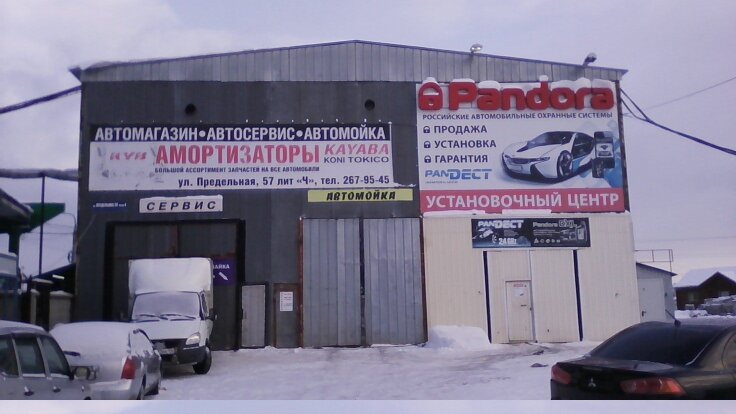 Pandora
РОССИЙСКИЕ АВТОМОБИЛЬНЫЕ ОХРАННЫЕ СИСТЕМЫ
ПРОДАЖА
УСТАНОВКА
ГАРАНТИЯ
PANDECT
УСТАНОВОЧНЫЙ ЦЕНТР
АВТОМАГАЗИН•АВТОСЕРВИС•АВТОМОЙКА
KYB АМОРТИЗАТОРЫ KAYABA
KONI TOKICO
БОЛЬШОЙ АССОРТИМЕНТ ЗАПЧАСТЕЙ НА ВСЕ АВТОМОБИЛИ
ул. Предельная, 57 лит «Ч», тел. 267-95-45
СЕРВИС
АВТОМОЙКА
PANDECT
Pandora